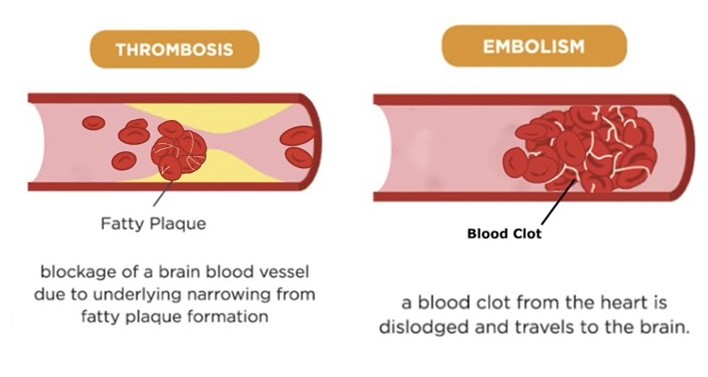 THROMBOSIS
Fatty Plaque
blockage of a brain blood vessel
due to underlying narrowing from
fatty plaque formation
EMBOLISM
Blood Clot
a blood clot from the heart is
dislodged and travels to the brain.